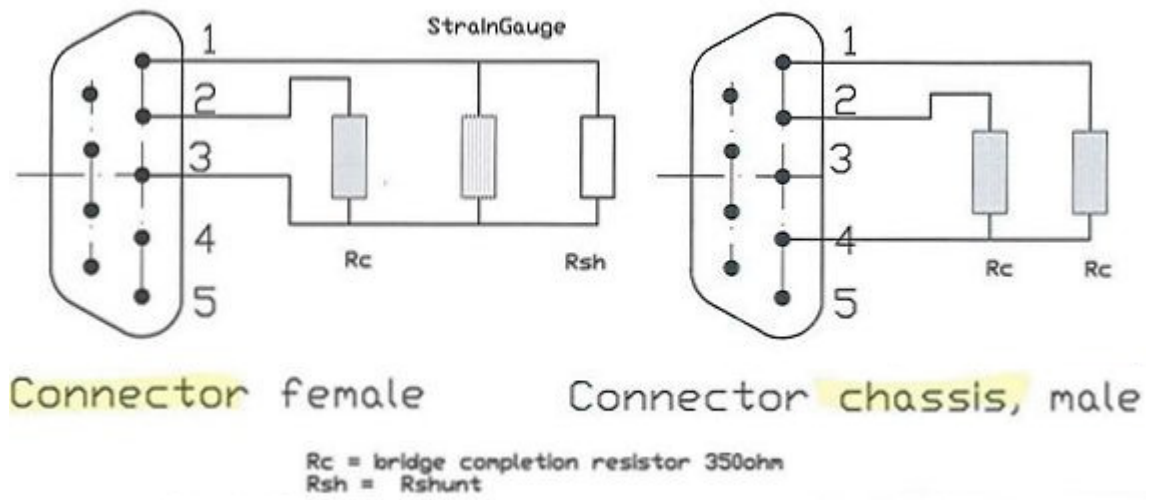 StrainGauge
1
2
3
4
5
Rc
Rsh
1
2
3
4
5
Rc
Rc
Connector female
Connector chassis, male
Rc = bridge completion resistor 350ohm
Rsh = Rshunt